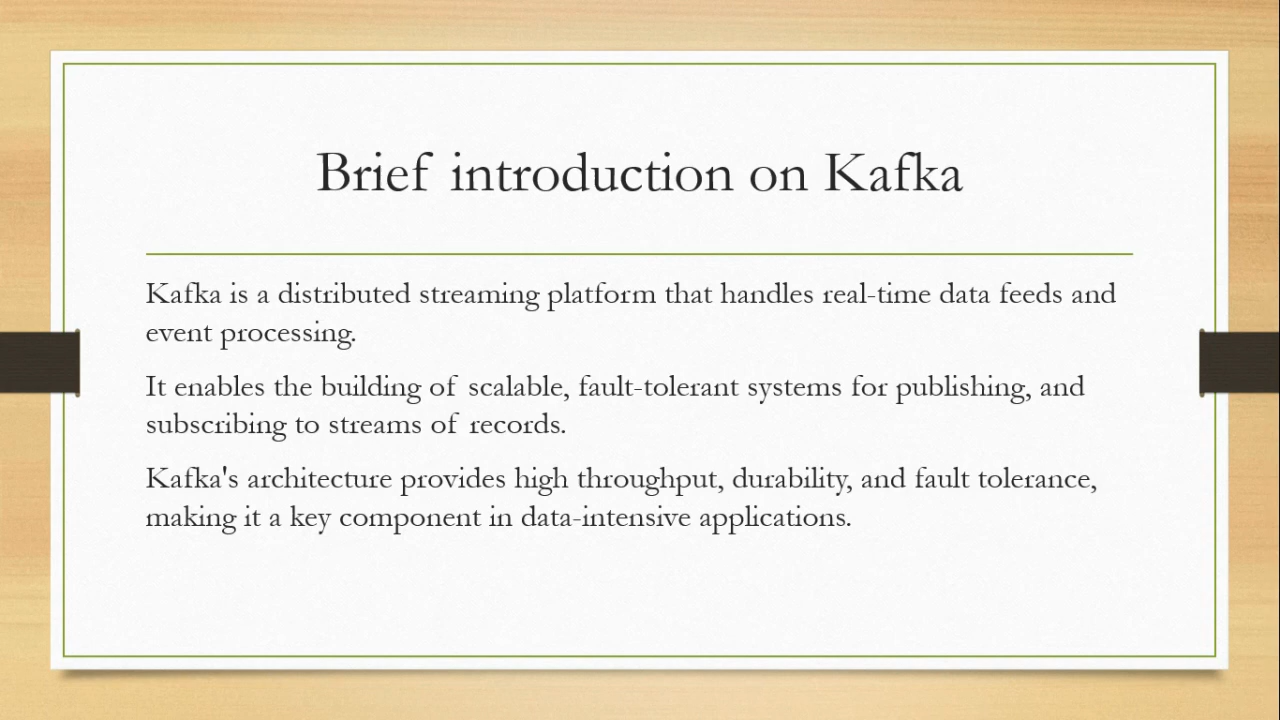 Brief introduction on Kafka
Kafka is a distributed streaming platform that handles real-time data feeds and
event processing.
It enables the building of scalable, fault-tolerant systems for publishing, and
subscribing to streams of records.
Kafka's architecture provides high throughput, durability, and fault tolerance,
making it a key component in data-intensive applications.